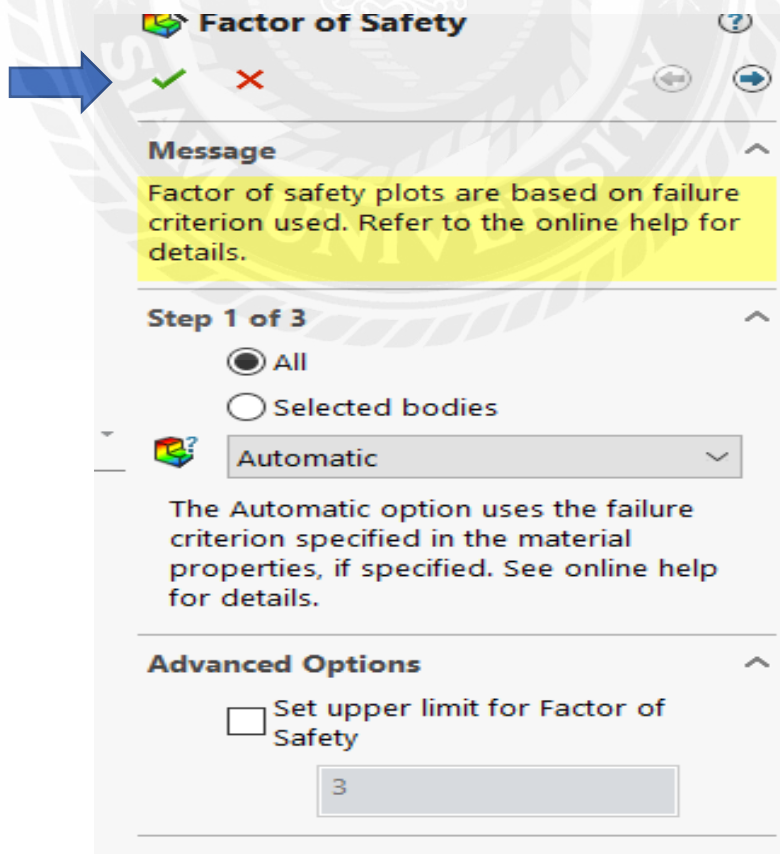 Factor of Safety
Message
Factor of safety plots are based on failure
criterion used. Refer to the online help for
details.
Step 1 of 3
All
Selected bodies
Automatic
The Automatic option uses the failure
criterion specified in the material
properties, if specified. See online help
for details.
Advanced Options
Set upper limit for Factor of
Safety
3
SIAM UNIVERSITY